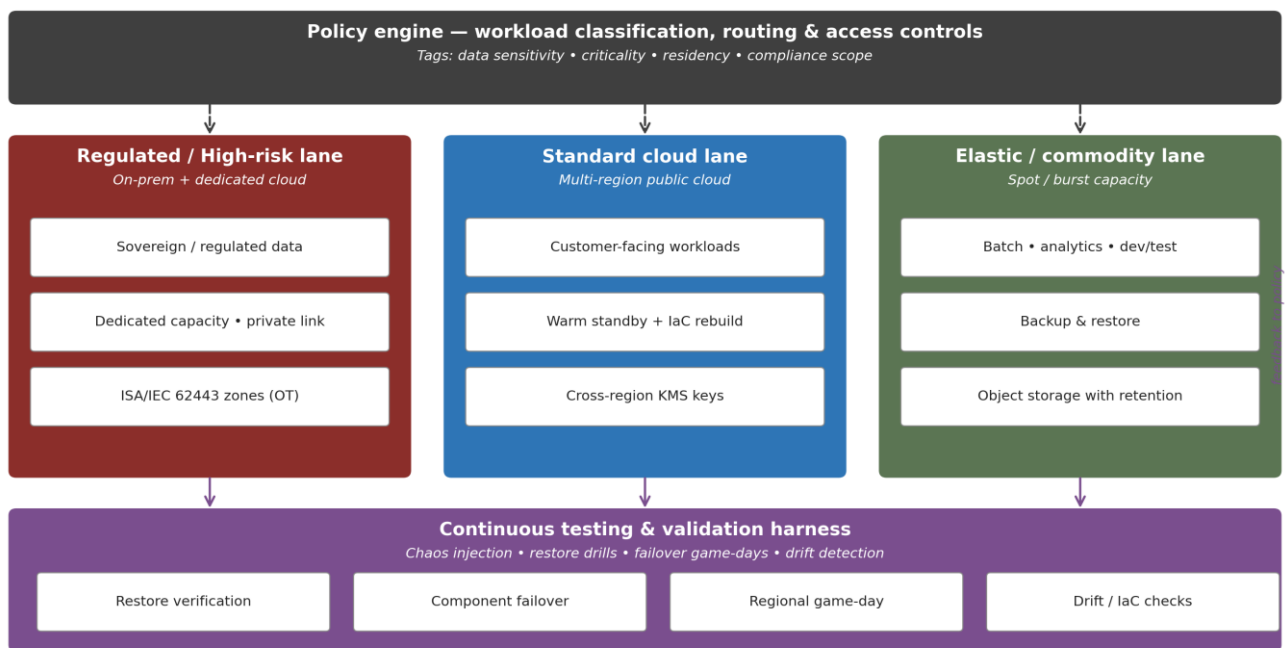 Policy engine — workload classification, routing & access controls
Tags: data sensitivity • criticality • residency • compliance scope
Regulated / High-risk lane
On-prem + dedicated cloud
Sovereign / regulated data
Dedicated capacity • private link
ISA/IEC 62443 zones (OT)
Standard cloud lane
Multi-region public cloud
Customer-facing workloads
Warm standby + IaC rebuild
Cross-region KMS keys
Elastic / commodity lane
Spot / burst capacity
Batch • analytics • dev/test
Backup & restore
Object storage with retention
Continuous testing & validation harness
Chaos injection • restore drills • failover game-days • drift detection
Restore verification
Component failover
Regional game-day
Drift / IaC checks